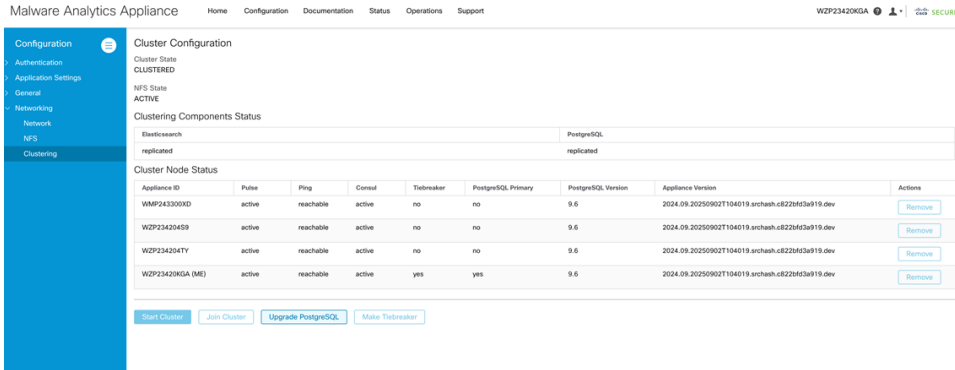 Malware Analytics Appliance Home Configuration Documentation Status Operations Support WZP23420KGA
cisco SECURE
Configuration
Authentication
Application Settings
General
Networking
Network
NFS
Clustering
Cluster Configuration
Cluster State
CLUSTERED
NFS State
ACTIVE
Clustering Components Status
Elasticsearch PostgreSQL
replicated replicated
Cluster Node Status
Appliance ID Pulse Ping Consul Tiebreaker PostgreSQL Primary PostgreSQL Version Appliance Version Actions
WMP243300XD active reachable active no no 9.6 2024.09.20250902T104019.srchash.c822bfd3a919.dev Remove
WZP234204S9 active reachable active no no 9.6 2024.09.20250902T104019.srchash.c822bfd3a919.dev Remove
WZP234204TY active reachable active no no 9.6 2024.09.20250902T104019.srchash.c822bfd3a919.dev Remove
WZP23420KGA (ME) active reachable active yes yes 9.6 2024.09.20250902T104019.srchash.c822bfd3a919.dev Remove
Start Cluster Join Cluster Upgrade PostgreSQL Make Tiebreaker